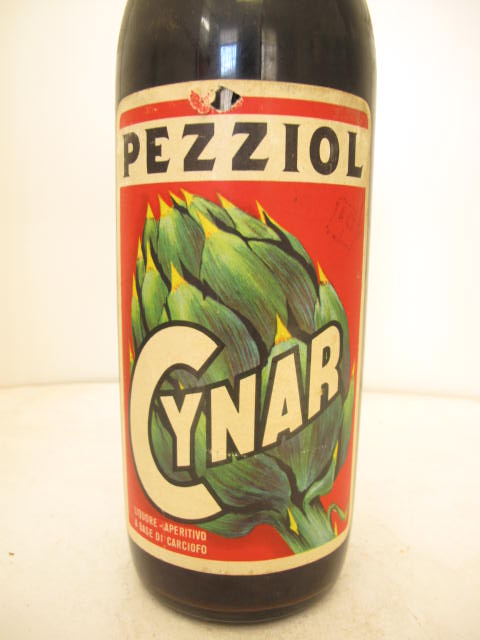 PEZZIOL
CYNAR
LIQUORE - APERITIVO
A BASE DI CARCIOFO